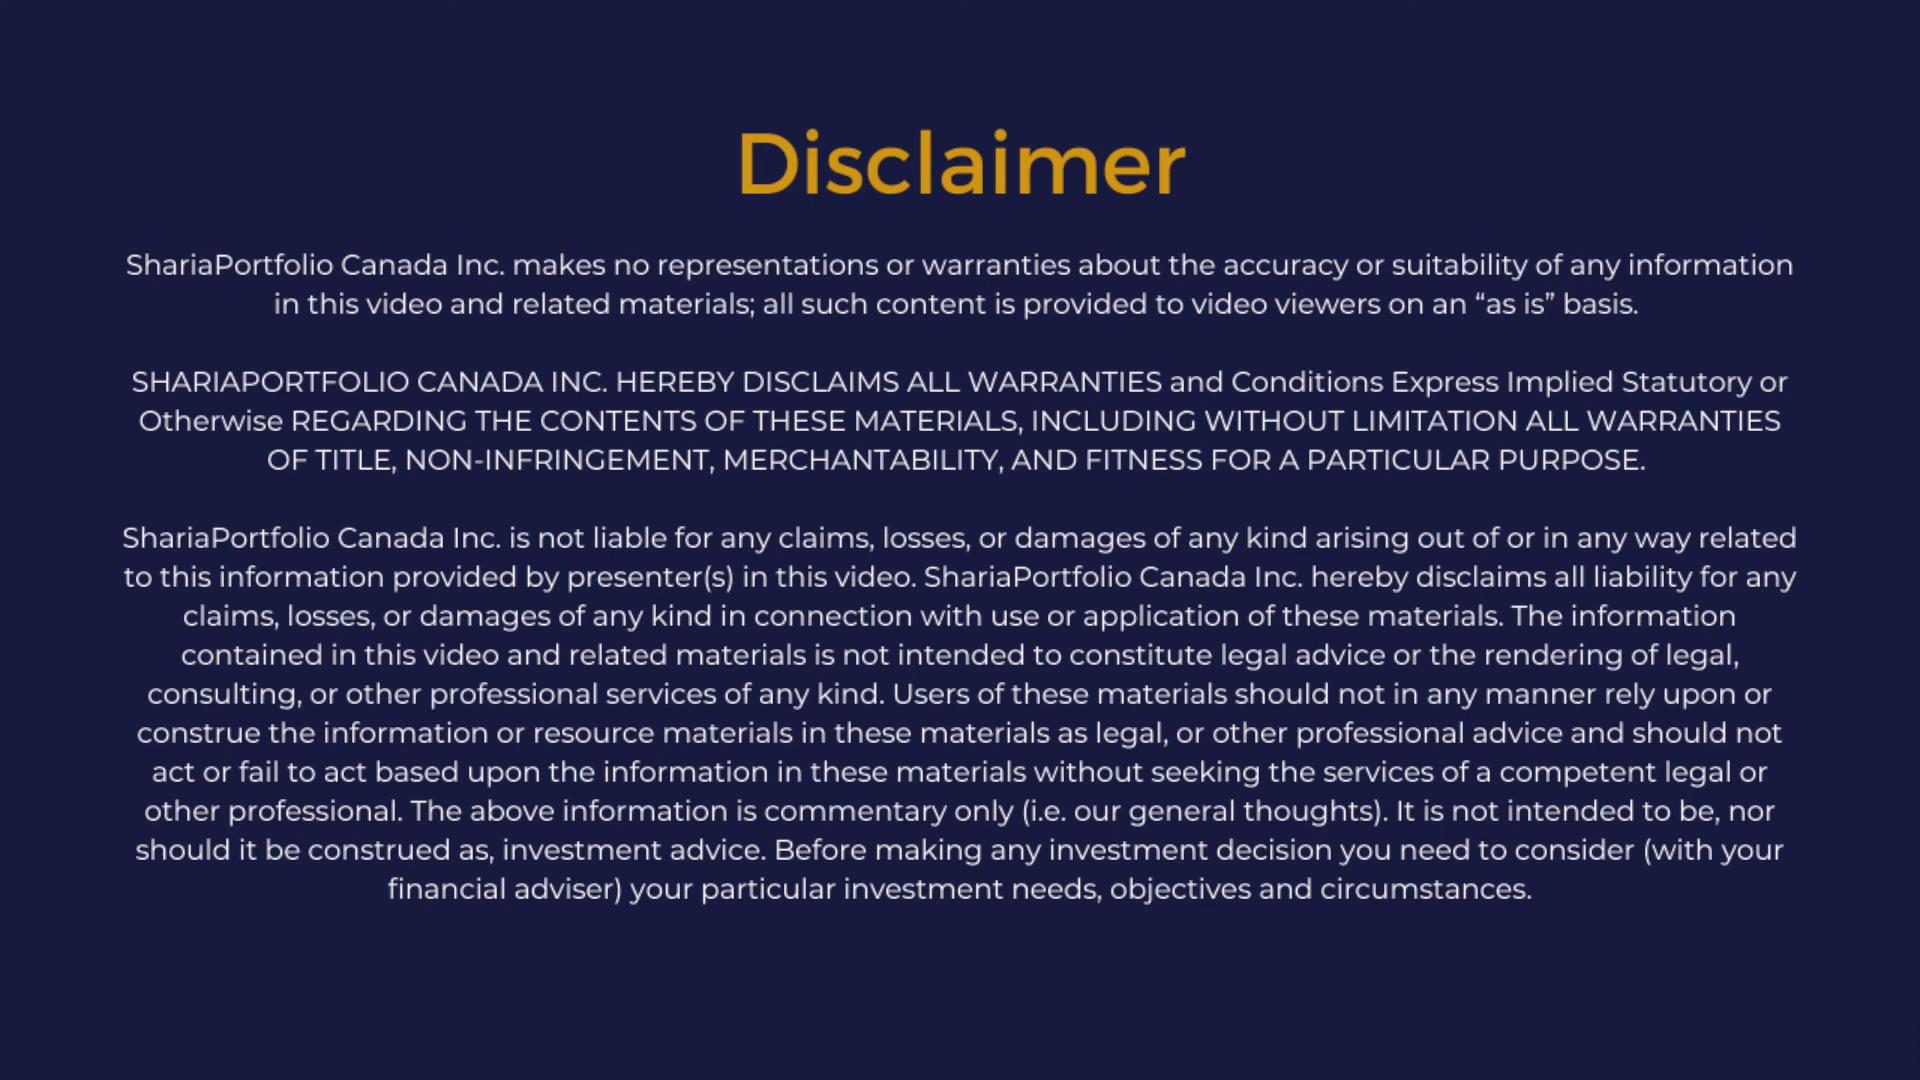 Disclaimer
ShariaPortfolio Canada Inc. makes no representations or warranties about the accuracy or suitability of any information
in this video and related materials; all such content is provided to video viewers on an “as is” basis.
SHARIAPORTFOLIO CANADA INC. HEREBY DISCLAIMS ALL WARRANTIES and Conditions Express Implied Statutory or
Otherwise REGARDING THE CONTENTS OF THESE MATERIALS, INCLUDING WITHOUT LIMITATION ALL WARRANTIES
OF TITLE, NON-INFRINGEMENT, MERCHANTABILITY, AND FITNESS FOR A PARTICULAR PURPOSE.
ShariaPortfolio Canada Inc. is not liable for any claims, losses, or damages of any kind arising out of or in any way related
to this information provided by presenter(s) in this video. ShariaPortfolio Canada Inc. hereby disclaims all liability for any
claims, losses, or damages of any kind in connection with use or application of these materials. The information
contained in this video and related materials is not intended to constitute legal advice or the rendering of legal,
consulting, or other professional services of any kind. Users of these materials should not in any manner rely upon or
construe the information or resource materials in these materials as legal, or other professional advice and should not
act or fail to act based upon the information in these materials without seeking the services of a competent legal or
other professional. The above information is commentary only (i.e. our general thoughts). It is not intended to be, nor
should it be construed as, investment advice. Before making any investment decision you need to consider (with your
financial adviser) your particular investment needs, objectives and circumstances.